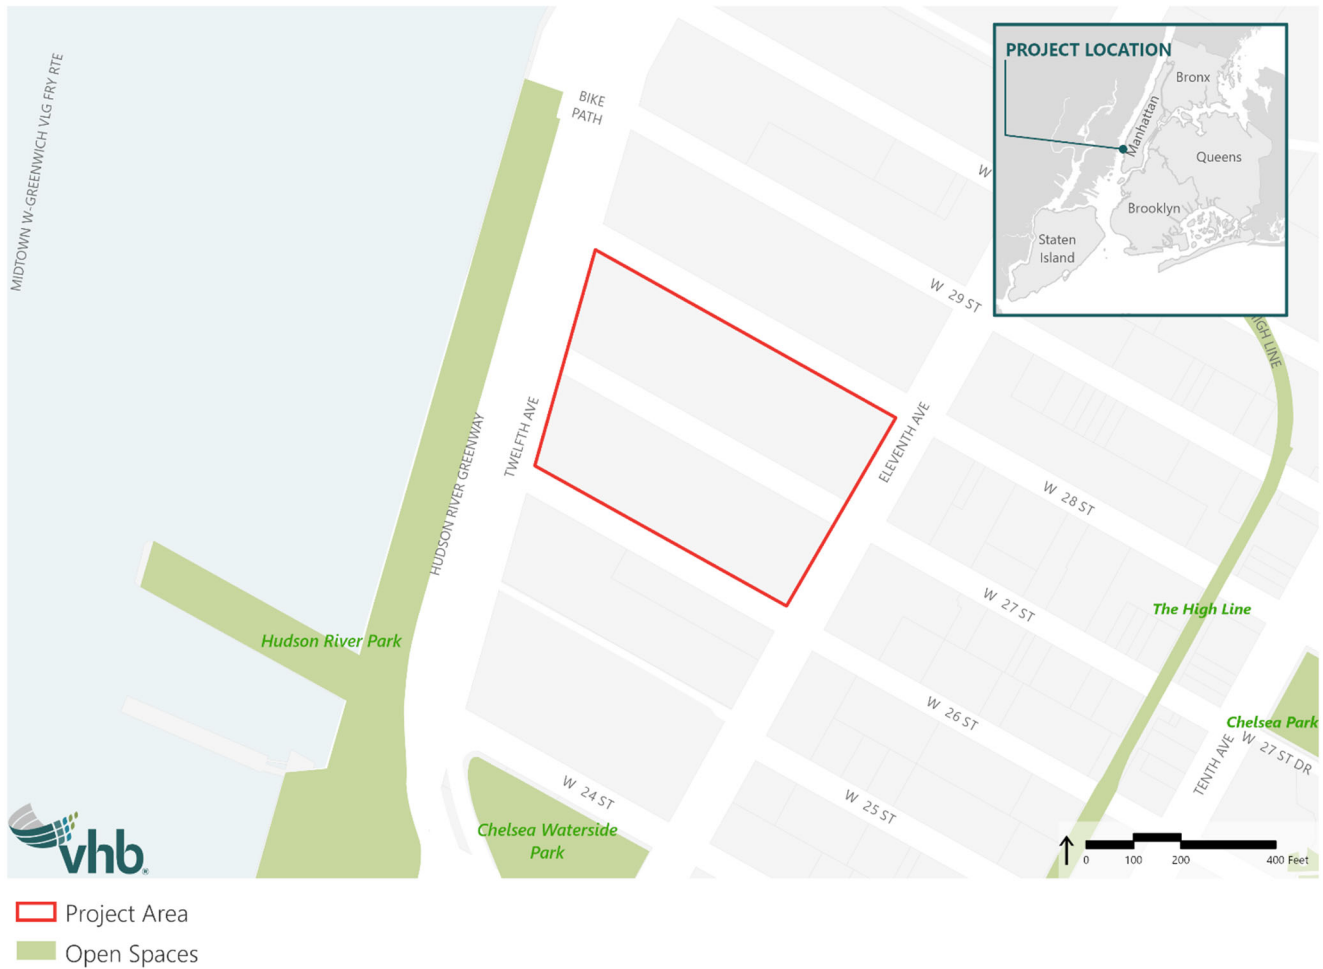 MIDTOWN W-GREENWICH VLG FRY RTE
BIKE
PATH
W
PROJECT LOCATION
Bronx
Manhattan
Queens
Brooklyn
Staten
Island
W 29 ST
HIGH LINE
TWELFTH AVE
ELEVENTH AVE
HUDSON RIVER GREENWAY
W 28 ST
W 27 ST
The High Line
Hudson River Park
W 26 ST
Chelsea Park
W 27 ST DR
TENTH AVE
W 24 ST
W 25 ST
Chelsea Waterside
Park
vhb®
0 100 200 400 Feet
Project Area
Open Spaces